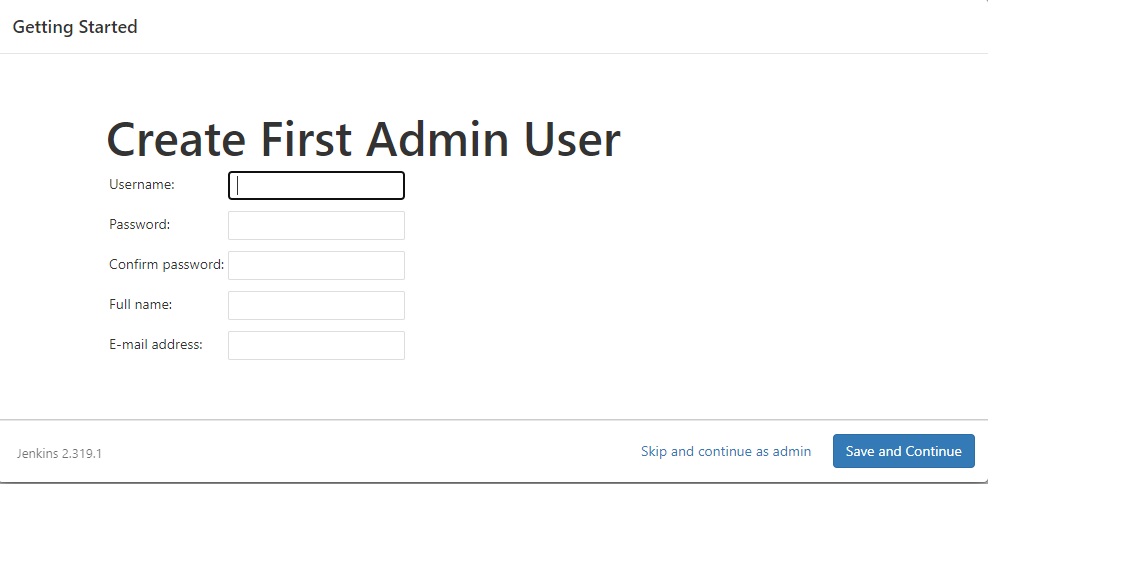 Getting Started
Create First Admin User
Username:
Password:
Confirm password:
Full name:
E-mail address:
Jenkins 2.319.1
Skip and continue as admin
Save and Continue